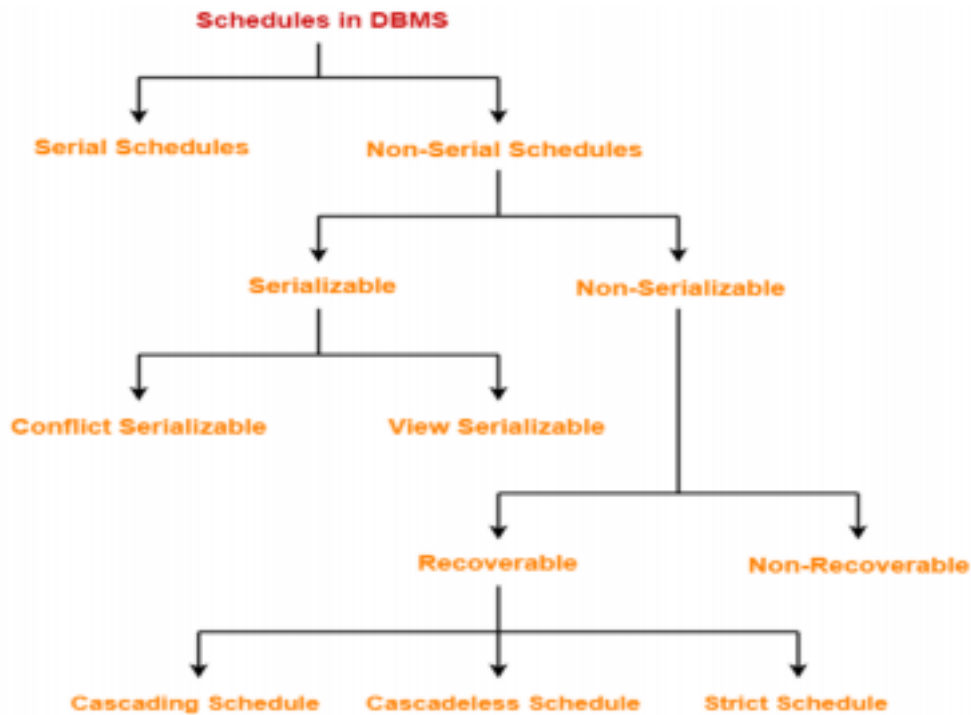 Schedules in DBMS
Serial Schedules
Non-Serial Schedules
Serializable
Non-Serializable
Conflict Serializable
View Serializable
Recoverable
Non-Recoverable
Cascading Schedule
Cascadeless Schedule
Strict Schedule